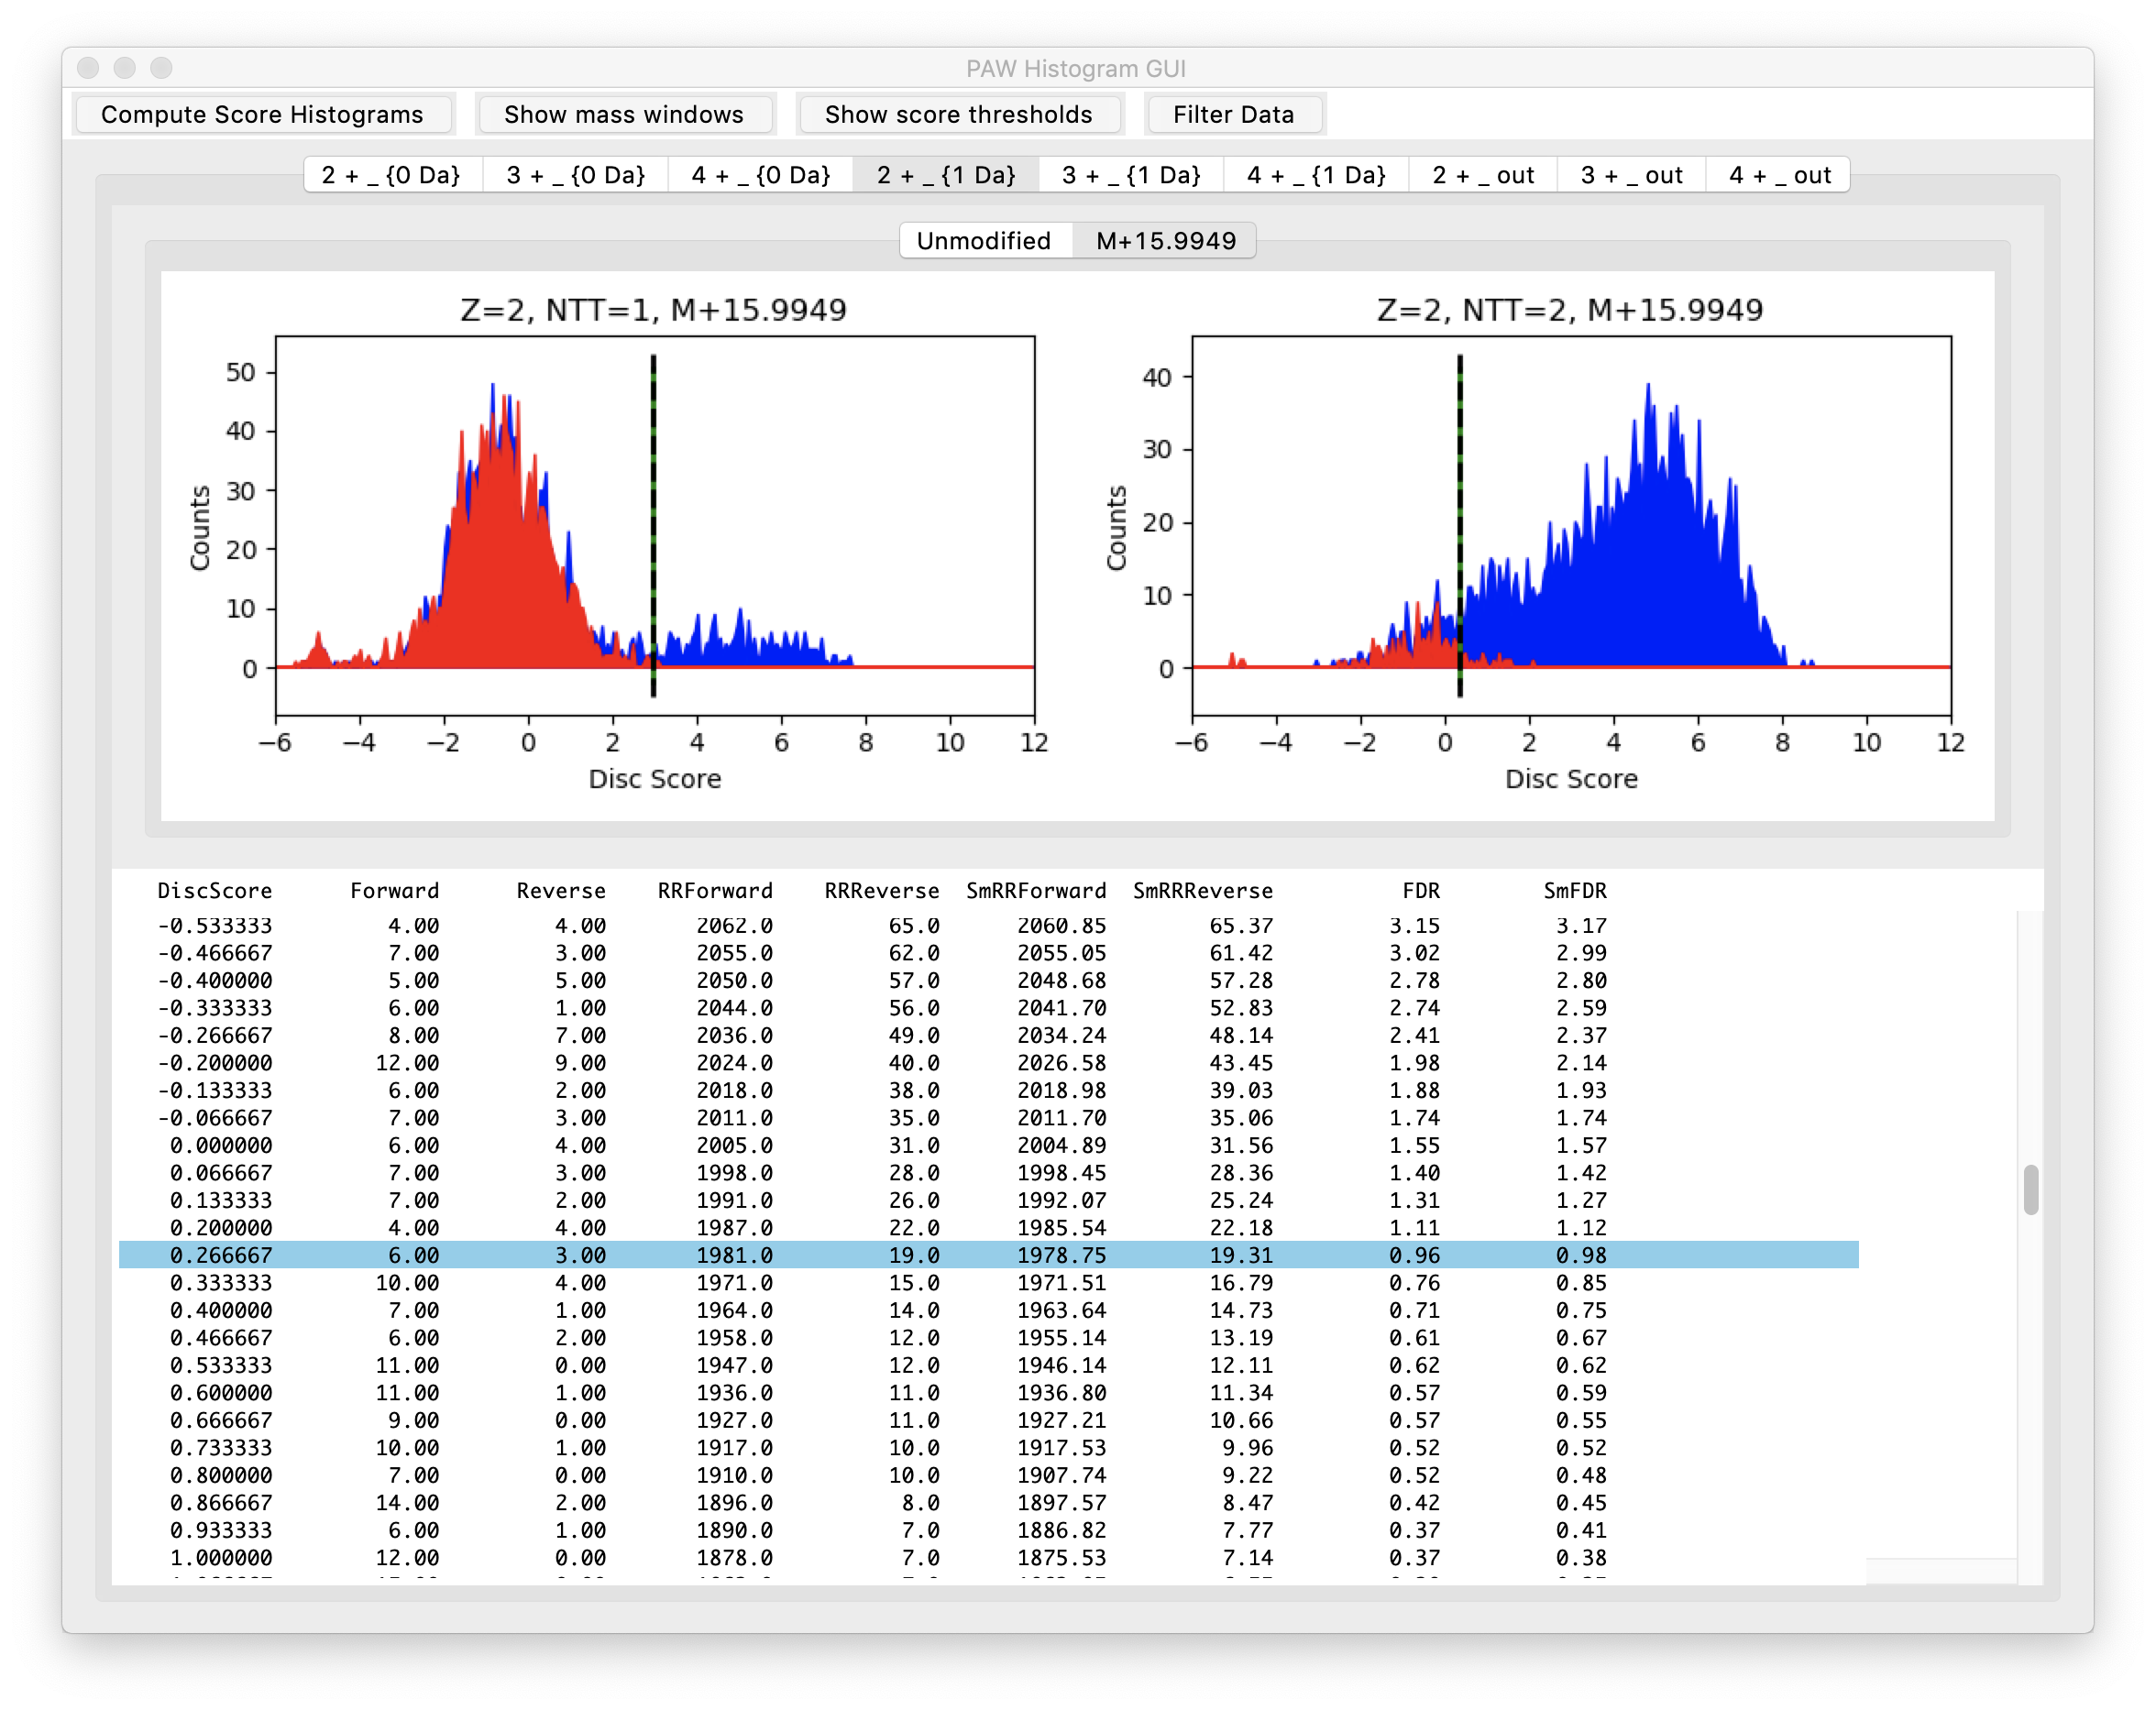 PAW Histogram GUI
Compute Score Histograms Show mass windows Show score thresholds Filter Data
2 + _ {0 Da} 3 + _ {0 Da} 4 + _ {0 Da} 2 + _ {1 Da} 3 + _ {1 Da} 4 + _ {1 Da} 2 + _ out 3 + _ out 4 + _ out
Unmodified M+15.9949
Z=2, NTT=1, M+15.9949
50
40
30
20
10
0
Counts
−6 −4 −2 0 2 4 6 8 10 12
Disc Score
Z=2, NTT=2, M+15.9949
40
30
20
10
0
Counts
−6 −4 −2 0 2 4 6 8 10 12
Disc Score
DiscScore Forward Reverse RRForward RRReverse SmRRForward SmRRReverse FDR SmFDR
-0.533333 4.00 4.00 2062.0 65.0 2060.85 65.37 3.15 3.17
-0.466667 7.00 3.00 2055.0 62.0 2055.05 61.42 3.02 2.99
-0.400000 5.00 5.00 2050.0 57.0 2048.68 57.28 2.78 2.80
-0.333333 6.00 1.00 2044.0 56.0 2041.70 52.83 2.74 2.59
-0.266667 8.00 7.00 2036.0 49.0 2034.24 48.14 2.41 2.37
-0.200000 12.00 9.00 2024.0 40.0 2026.58 43.45 1.98 2.14
-0.133333 6.00 2.00 2018.0 38.0 2018.98 39.03 1.88 1.93
-0.066667 7.00 3.00 2011.0 35.0 2011.70 35.06 1.74 1.74
0.000000 6.00 4.00 2005.0 31.0 2004.89 31.56 1.55 1.57
0.066667 7.00 3.00 1998.0 28.0 1998.45 28.36 1.40 1.42
0.133333 7.00 2.00 1991.0 26.0 1992.07 25.24 1.31 1.27
0.200000 4.00 4.00 1987.0 22.0 1985.54 22.18 1.11 1.12
0.266667 6.00 3.00 1981.0 19.0 1978.75 19.31 0.96 0.98
0.333333 10.00 4.00 1971.0 15.0 1971.51 16.79 0.76 0.85
0.400000 7.00 1.00 1964.0 14.0 1963.64 14.73 0.71 0.75
0.466667 6.00 2.00 1958.0 12.0 1955.14 13.19 0.61 0.67
0.533333 11.00 0.00 1947.0 12.0 1946.14 12.11 0.62 0.62
0.600000 11.00 1.00 1936.0 11.0 1936.80 11.34 0.57 0.59
0.666667 9.00 0.00 1927.0 11.0 1927.21 10.66 0.57 0.55
0.733333 10.00 1.00 1917.0 10.0 1917.53 9.96 0.52 0.52
0.800000 7.00 0.00 1910.0 10.0 1907.74 9.22 0.52 0.48
0.866667 14.00 2.00 1896.0 8.0 1897.57 8.47 0.42 0.45
0.933333 6.00 1.00 1890.0 7.0 1886.82 7.77 0.37 0.41
1.000000 12.00 0.00 1878.0 7.0 1875.53 7.14 0.37 0.38